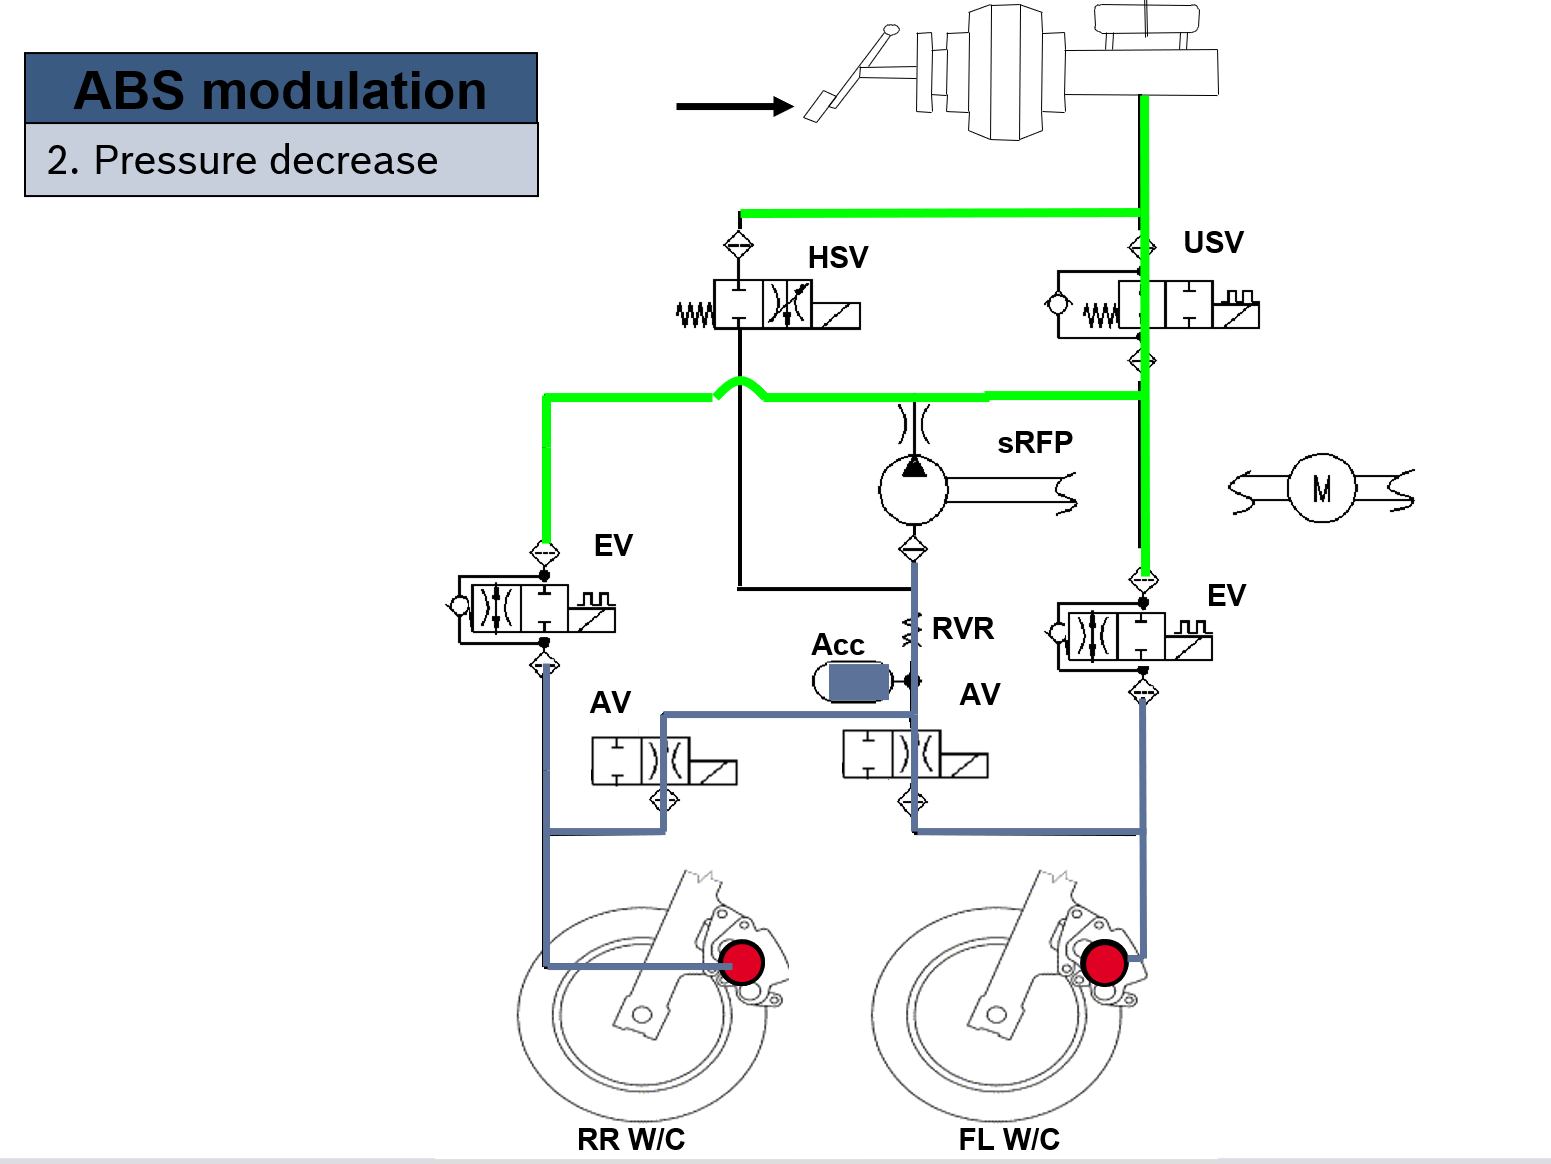 ABS modulation
2. Pressure decrease
HSV
USV
sRFP
M
EV
EV
RVR
Acc
AV
AV
RR W/C
FL W/C